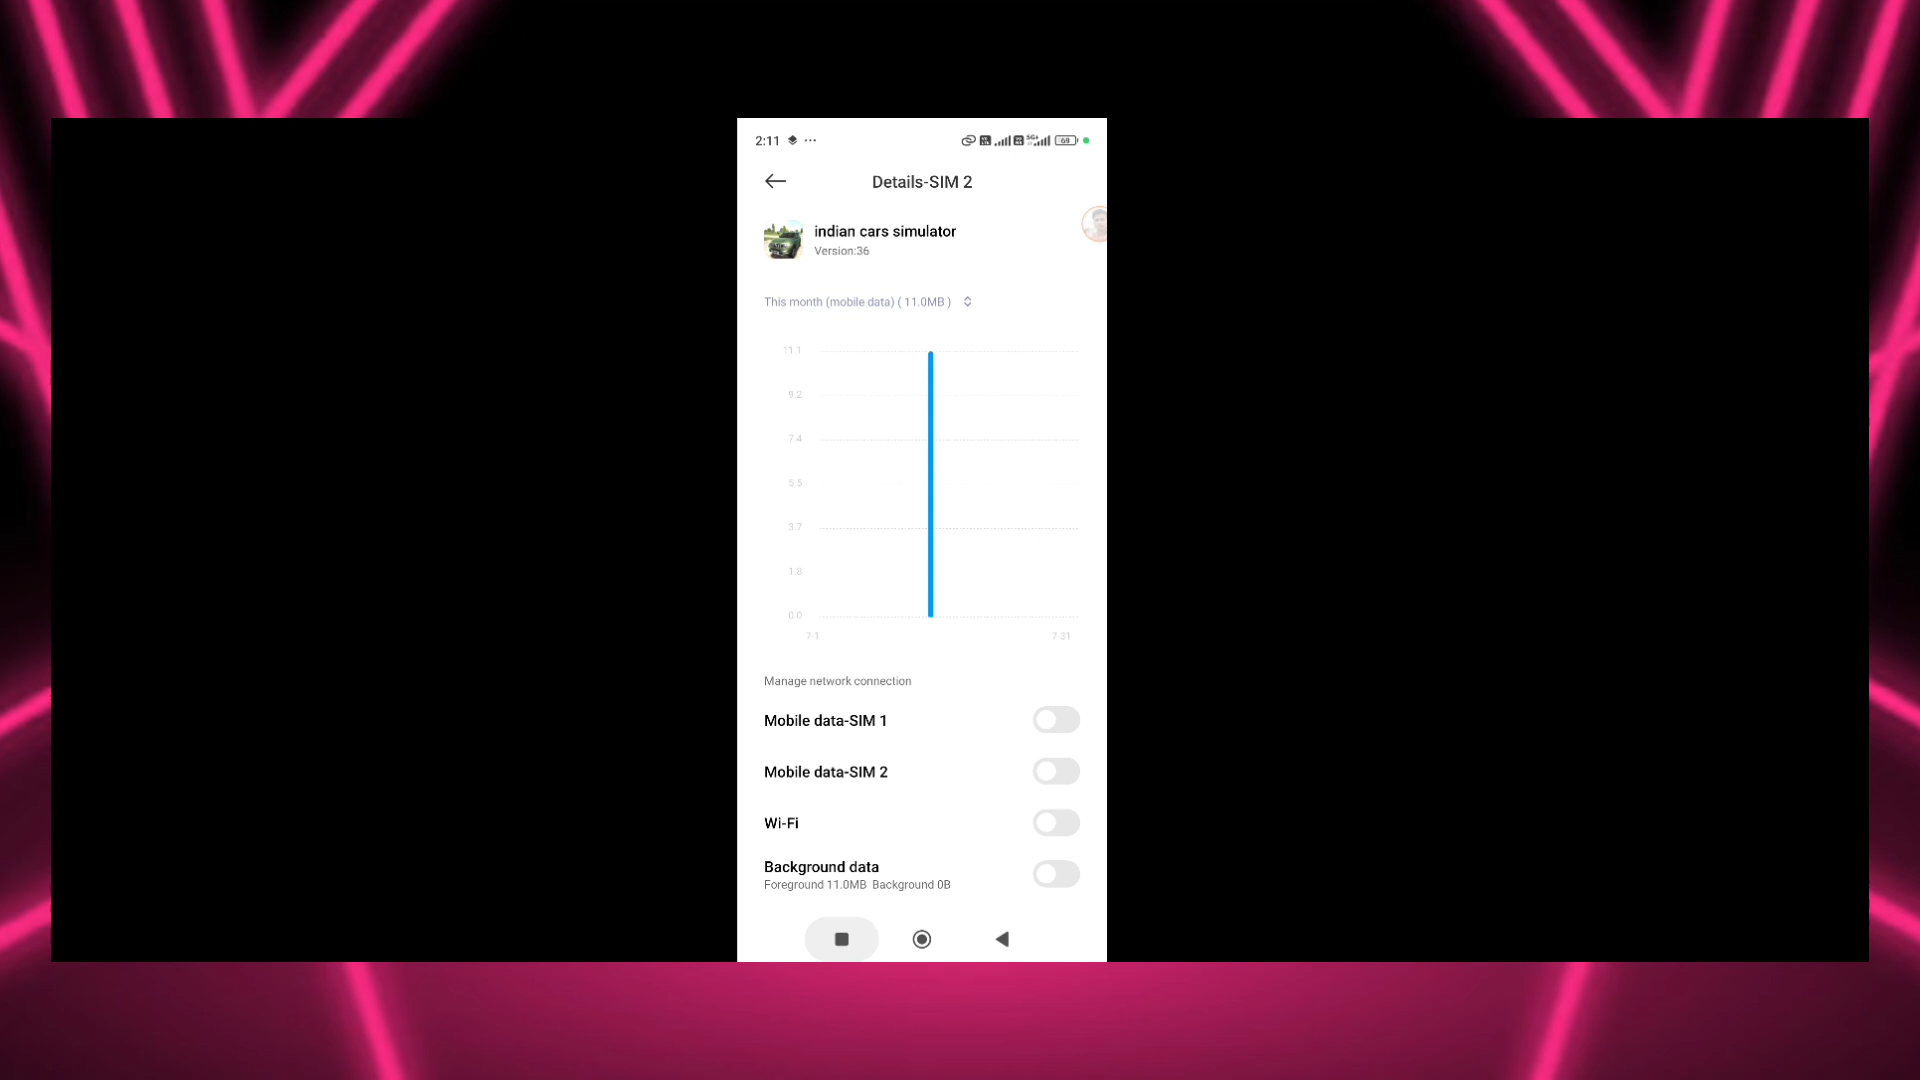 2:11 ...
5G+ 69
Details-SIM 2
indian cars simulator
Version:36
This month (mobile data) ( 11.0MB )
11.1
9.2
7.4
5.5
3.7
1.8
0.0
7-1 7-31
Manage network connection
Mobile data-SIM 1
Mobile data-SIM 2
Wi-Fi
Background data
Foreground 11.0MB Background 0B